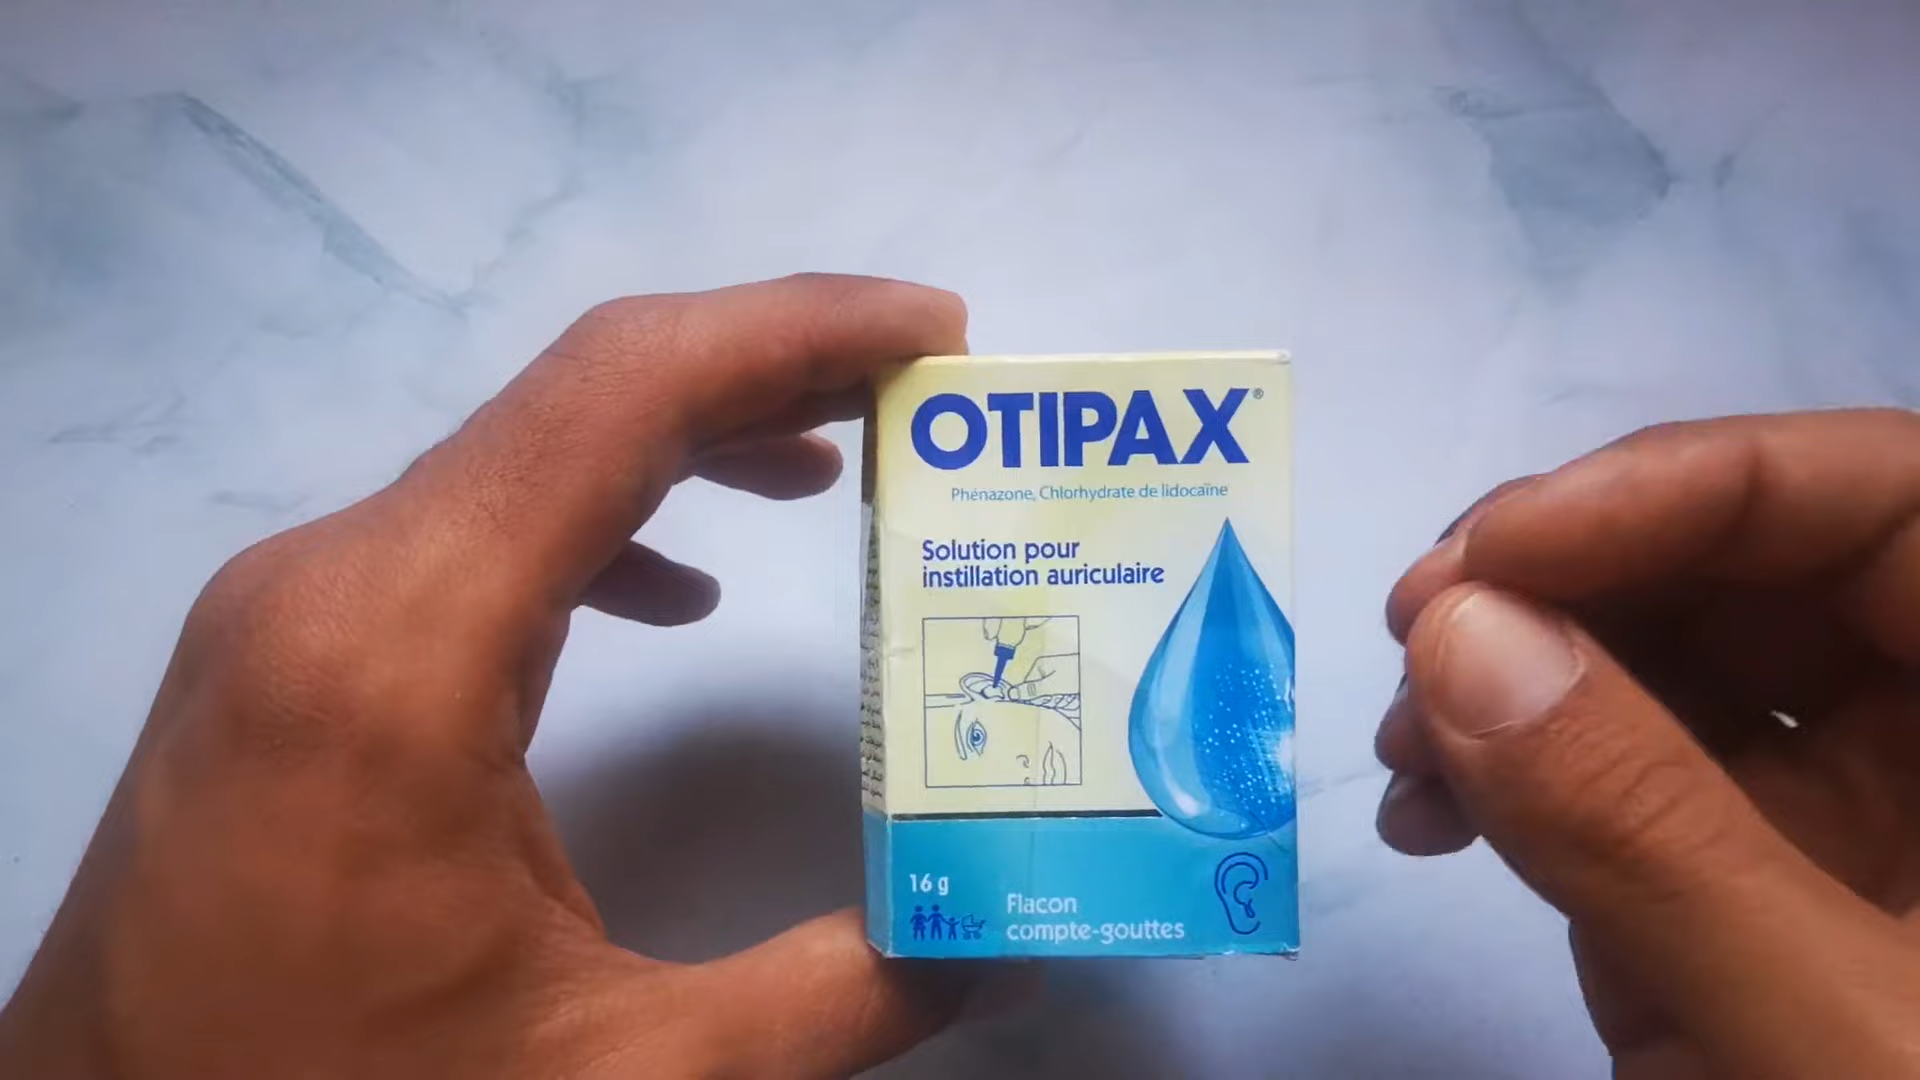 OTIPAX®
Phénazone, Chlorhydrate de lidocaïne
Solution pour
instillation auriculaire
16 g
Flacon
compte-gouttes